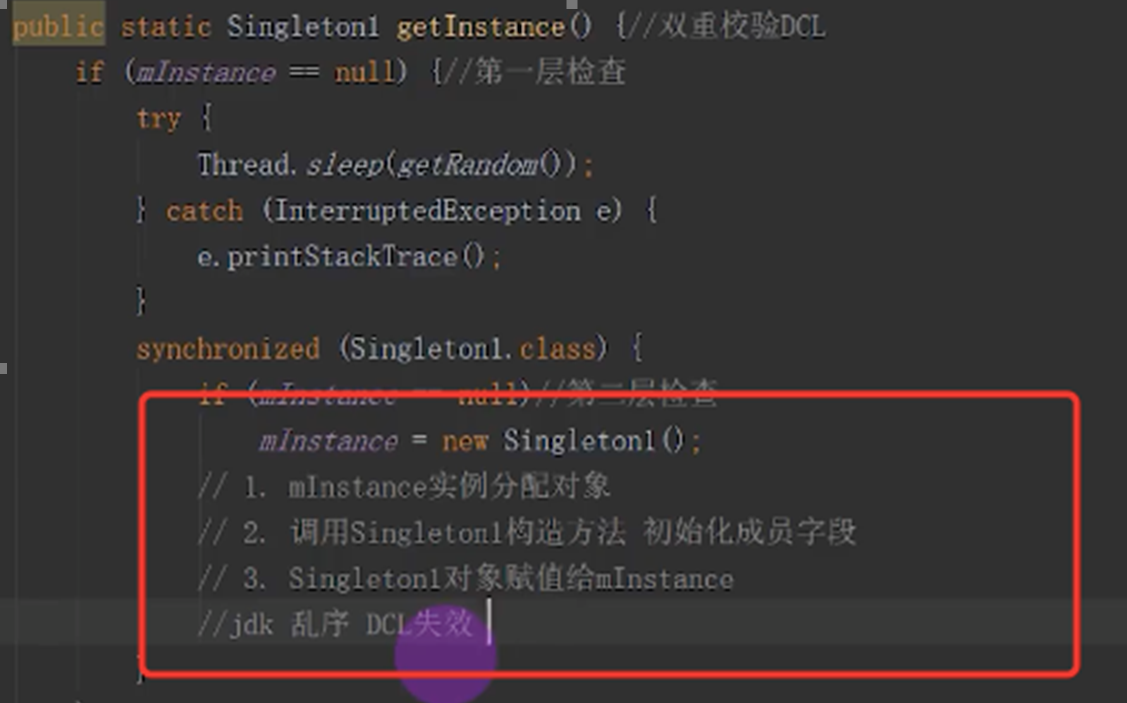 public static Singleton1 getInstance() {//双重校验DCL
if (mInstance == null) {//第一层检查
try {
Thread.sleep(getRandom());
} catch (InterruptedException e) {
e.printStackTrace();
}
synchronized (Singleton1.class) {
if (mInstance == null)//第二层检查
mInstance = new Singleton1();
// 1. mInstance实例分配对象
// 2. 调用Singleton1构造方法 初始化成员字段
// 3. Singleton1对象赋值给mInstance
//jdk 乱序 DCL失效
}